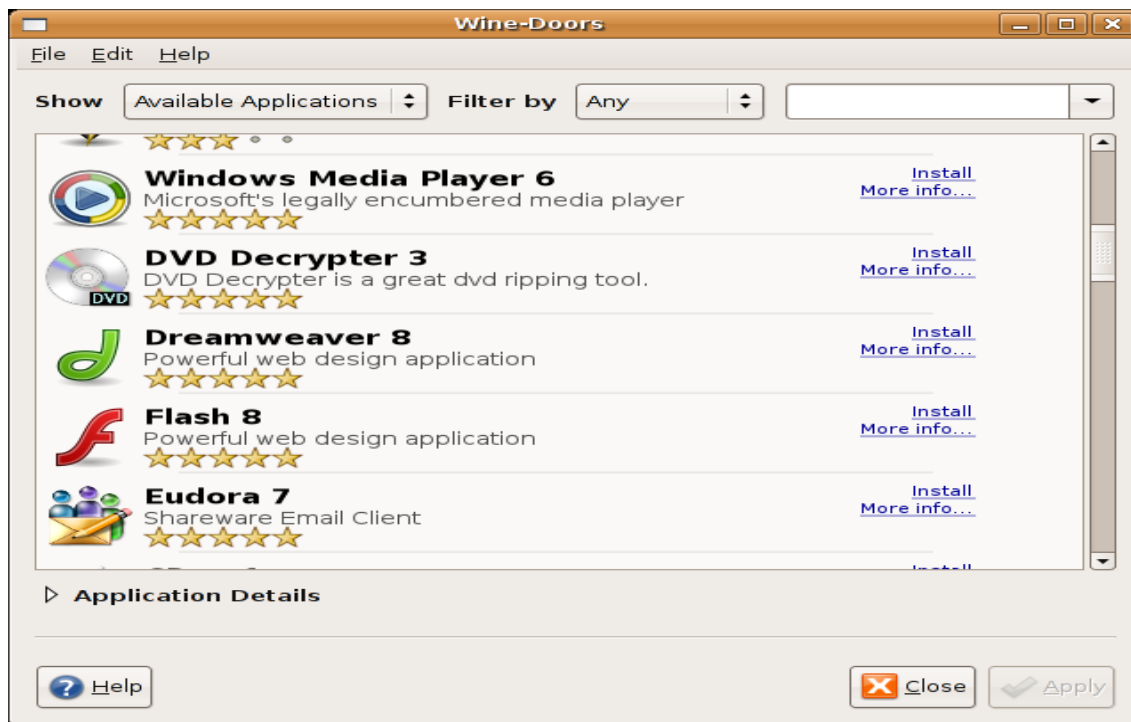 Wine-Doors
File Edit Help
Show Available Applications Filter by Any
Windows Media Player 6
Install
Microsoft's legally encumbered media player
More info...
DVD Decrypter 3
Install
DVD Decrypter is a great dvd ripping tool.
More info...
DVD
Dreamweaver 8
Install
Powerful web design application
More info...
Flash 8
Install
Powerful web design application
More info...
Eudora 7
Install
Shareware Email Client
More info...
Install
Application Details
Help Close Apply